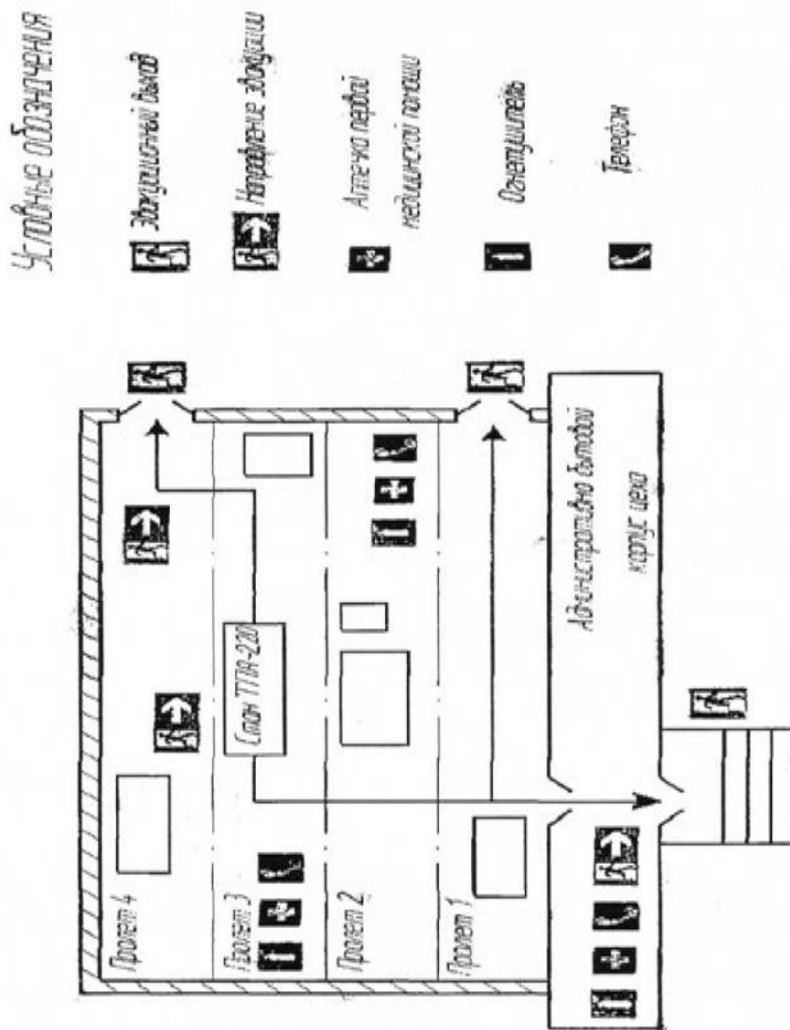 Условные обозначения
Эвакуационный выход
Направление эвакуации
Аптечка первой
медицинской помощи
Огнетушитель
Телефон
Пролет 4
Пролет 3
Стан ТПА-220
Пролет 2
Пролет 1
Административно бытовой
корпус цеха